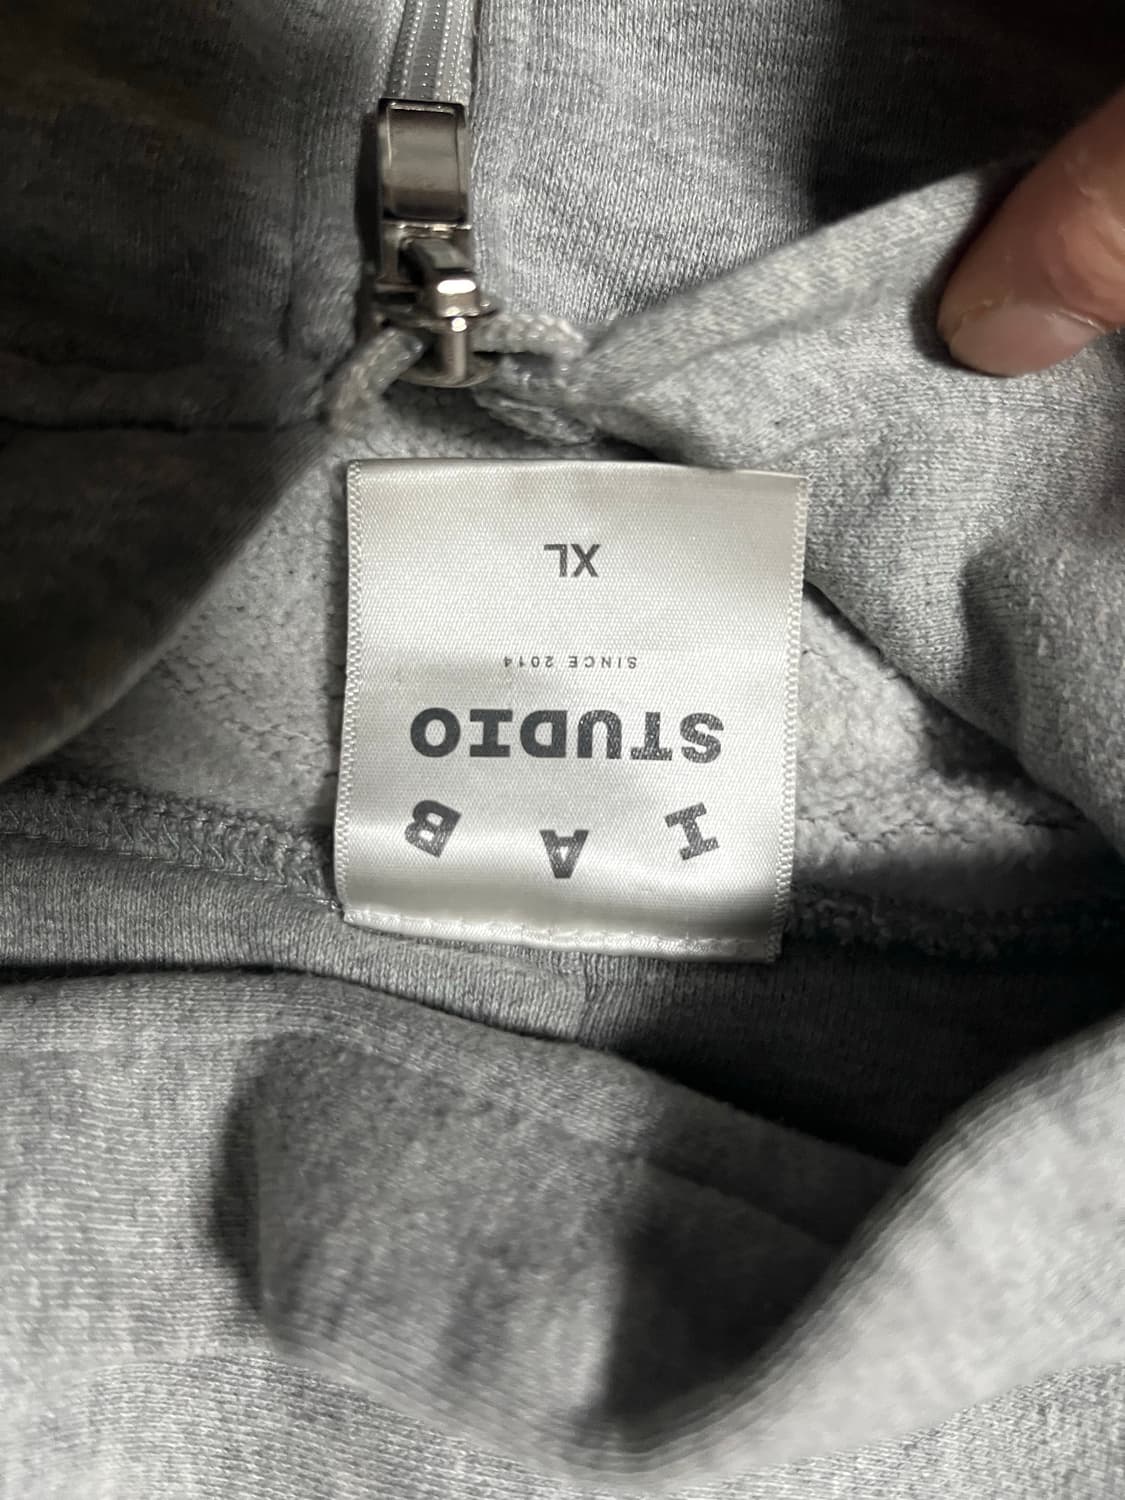 I A B
STUDIO
SINCE 2014
XL